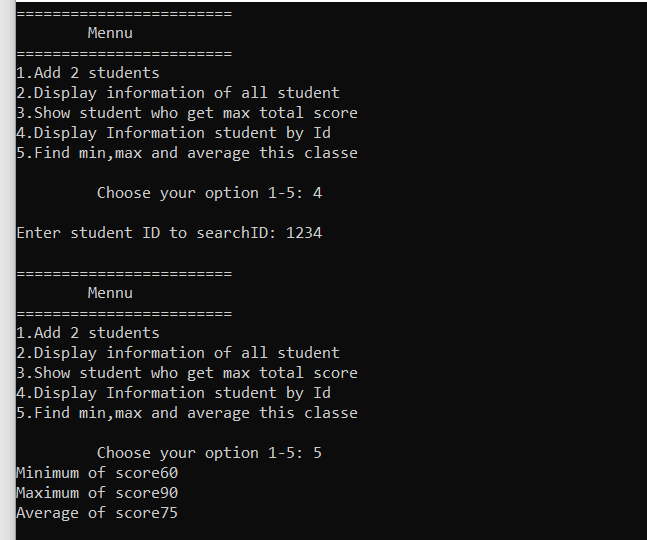 ========================
Mennu
========================
1.Add 2 students
2.Display information of all student
3.Show student who get max total score
4.Display Information student by Id
5.Find min,max and average this classe
Choose your option 1-5: 4
Enter student ID to searchID: 1234
========================
Mennu
========================
1.Add 2 students
2.Display information of all student
3.Show student who get max total score
4.Display Information student by Id
5.Find min,max and average this classe
Choose your option 1-5: 5
Minimum of score60
Maximum of score90
Average of score75